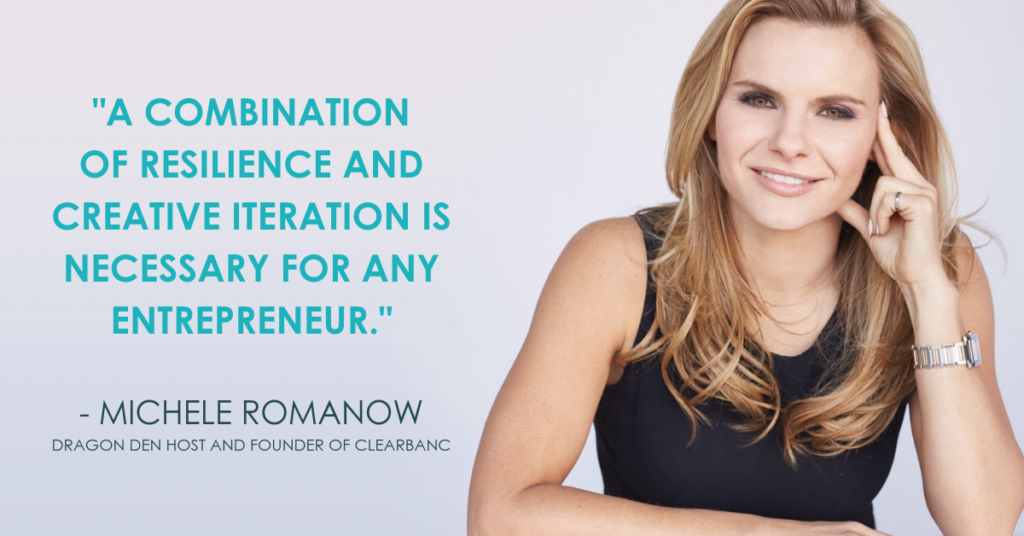 "A COMBINATION
OF RESILIENCE AND
CREATIVE ITERATION IS
NECESSARY FOR ANY
ENTREPRENEUR."
- MICHELE ROMANOW
DRAGON DEN HOST AND FOUNDER OF CLEARBANC